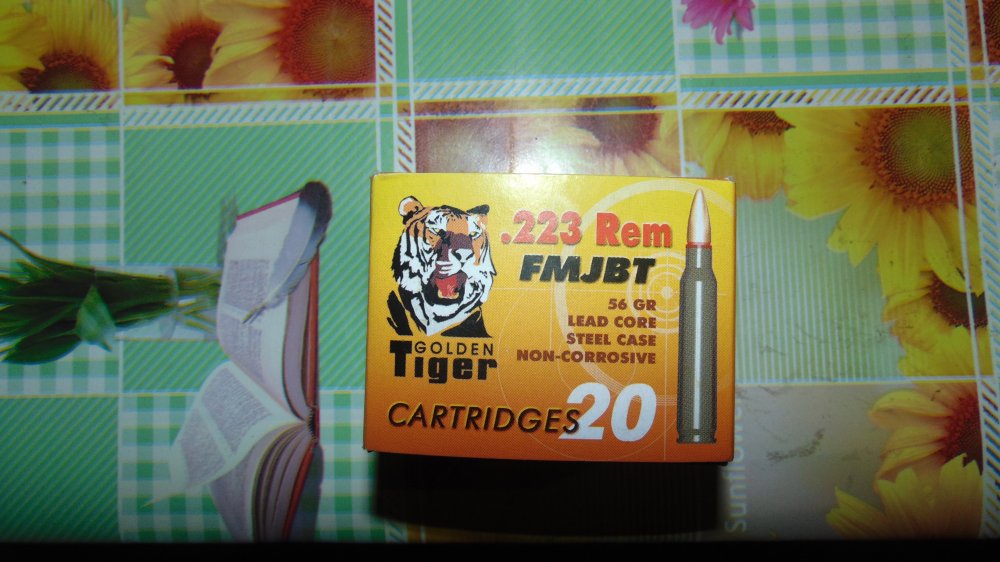 .223 Rem
FMJBT
56 GR
LEAD CORE
STEEL CASE
NON-CORROSIVE
GOLDEN
Tiger
CARTRIDGES 20